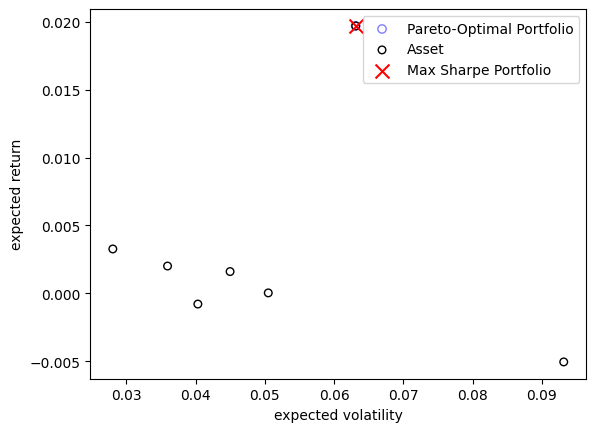 0.020
0.015
0.010
0.005
0.000
−0.005
expected return
0.03 0.04 0.05 0.06 0.07 0.08 0.09
expected volatility
Pareto-Optimal Portfolio
Asset
Max Sharpe Portfolio